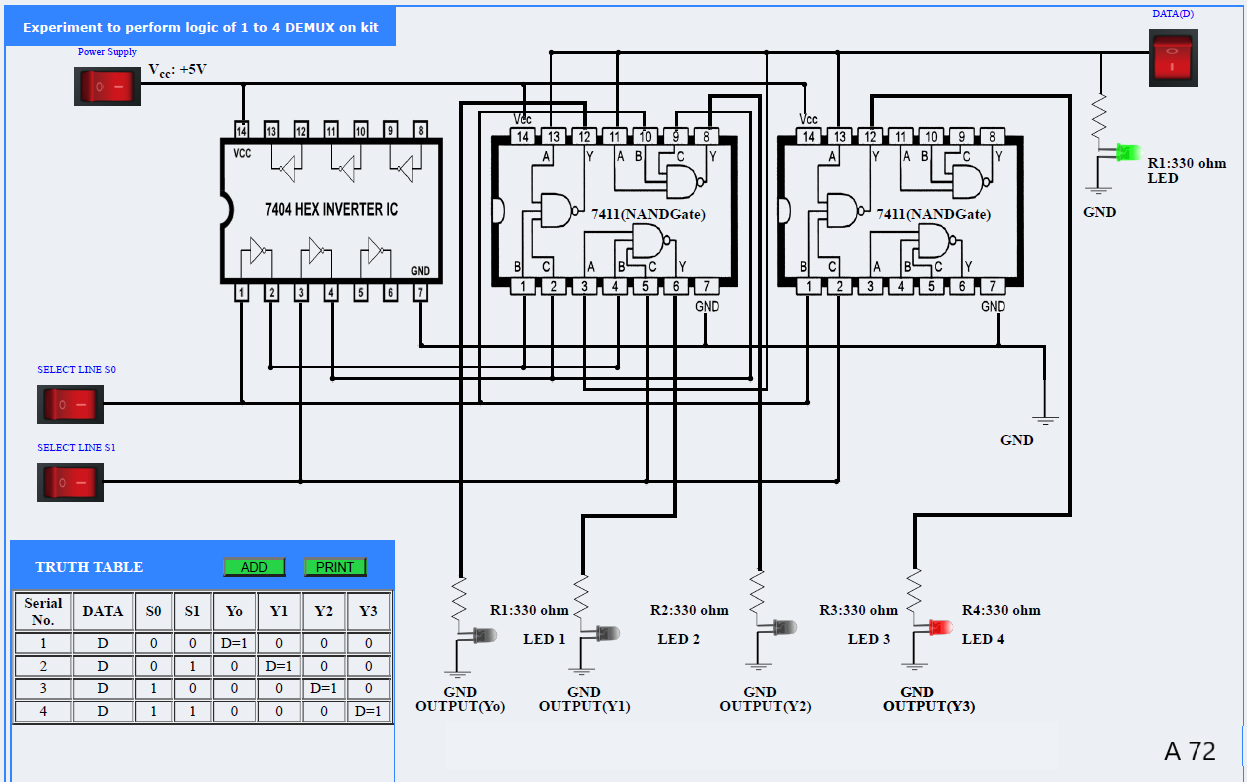 Experiment to perform logic of 1 to 4 DEMUX on kit
DATA(D)
Power Supply
Vcc: +5V
Vcc
Vcc
14 13 12 11 10 9 8
14 13 12 11 10 9 8
14 13 12 11 10 9 8
VCC
A Y A B C Y
A Y A B C Y
R1:330 ohm
LED
GND
7404 HEX INVERTER IC
7411(NANDGate)
7411(NANDGate)
GND
B C A B C Y
B C A B C Y
1 2 3 4 5 6 7
1 2 3 4 5 6 7
1 2 3 4 5 6 7
GND
GND
SELECT LINE S0
GND
SELECT LINE S1
TRUTH TABLE
ADD
PRINT
Serial No. DATA S0 S1 Yo Y1 Y2 Y3
1 D 0 0 D=1 0 0 0
2 D 0 1 0 D=1 0 0
3 D 1 0 0 0 D=1 0
4 D 1 1 0 0 0 D=1
R1:330 ohm
R2:330 ohm
R3:330 ohm
R4:330 ohm
LED 1
LED 2
LED 3
LED 4
GND
OUTPUT(Yo)
GND
OUTPUT(Y1)
GND
OUTPUT(Y2)
GND
OUTPUT(Y3)
A 72